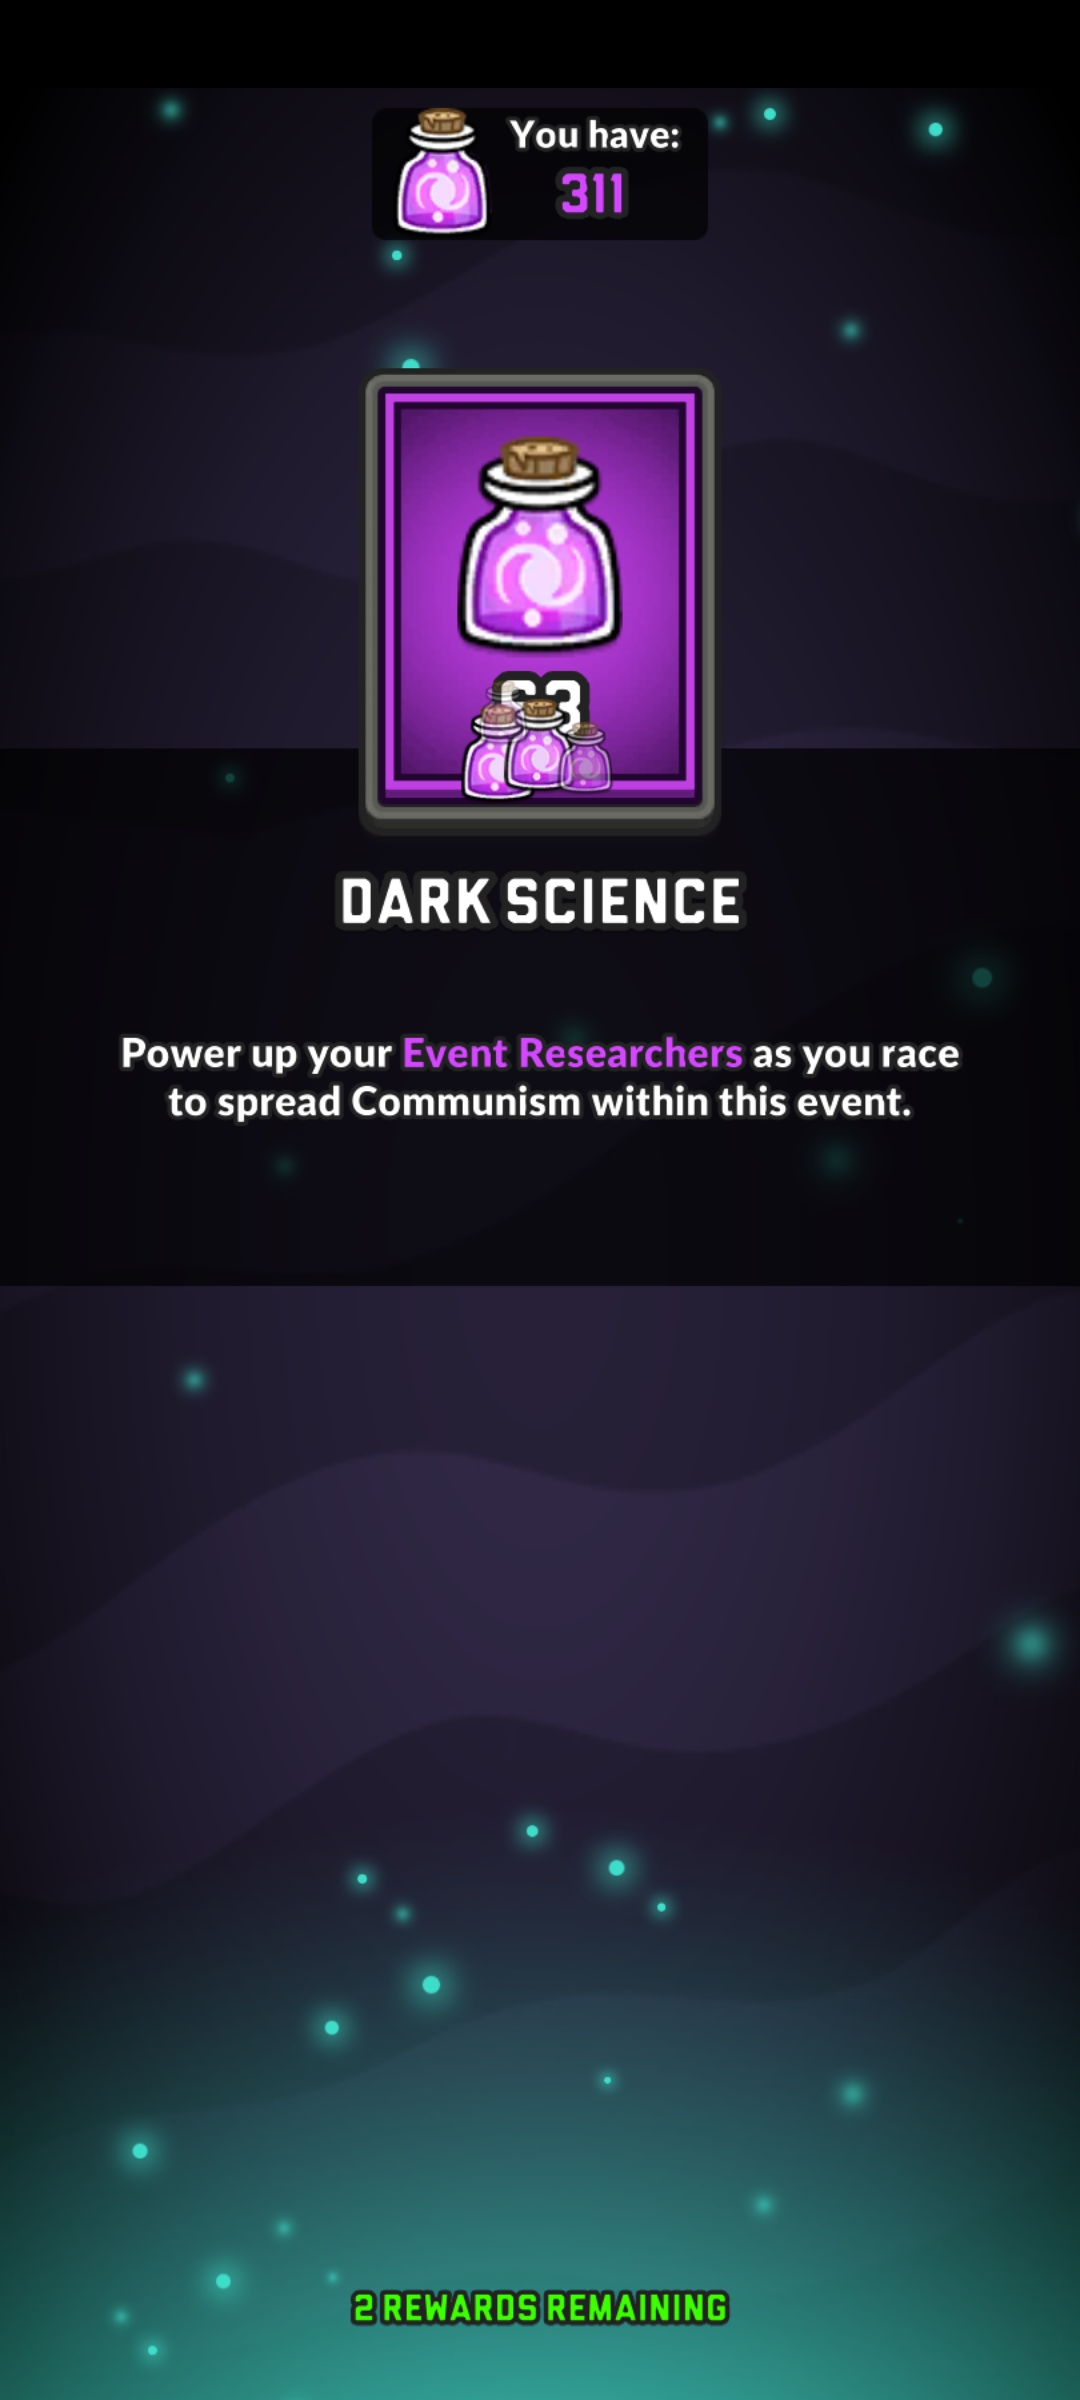 You have:
311
DARK SCIENCE
Power up your Event Researchers as you race
to spread Communism within this event.
2 REWARDS REMAINING